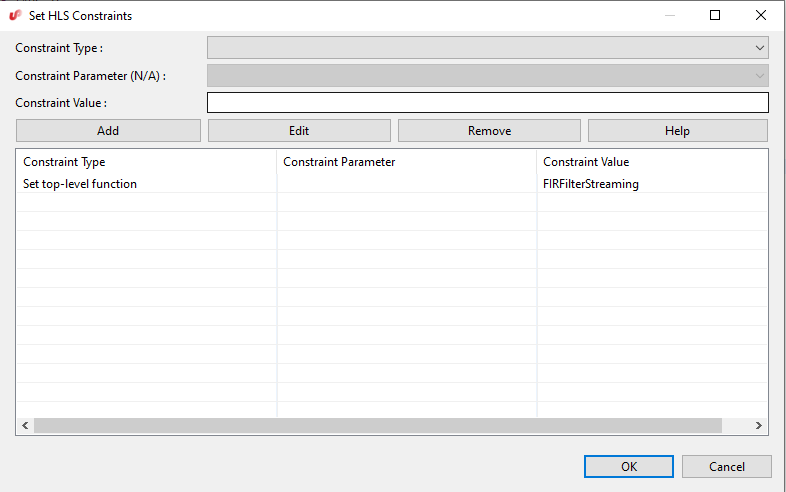 Set HLS Constraints
Constraint Type :
Constraint Parameter (N/A) :
Constraint Value :
Add Edit Remove Help
Constraint Type Constraint Parameter Constraint Value
Set top-level function FIRFilterStreaming
OK Cancel